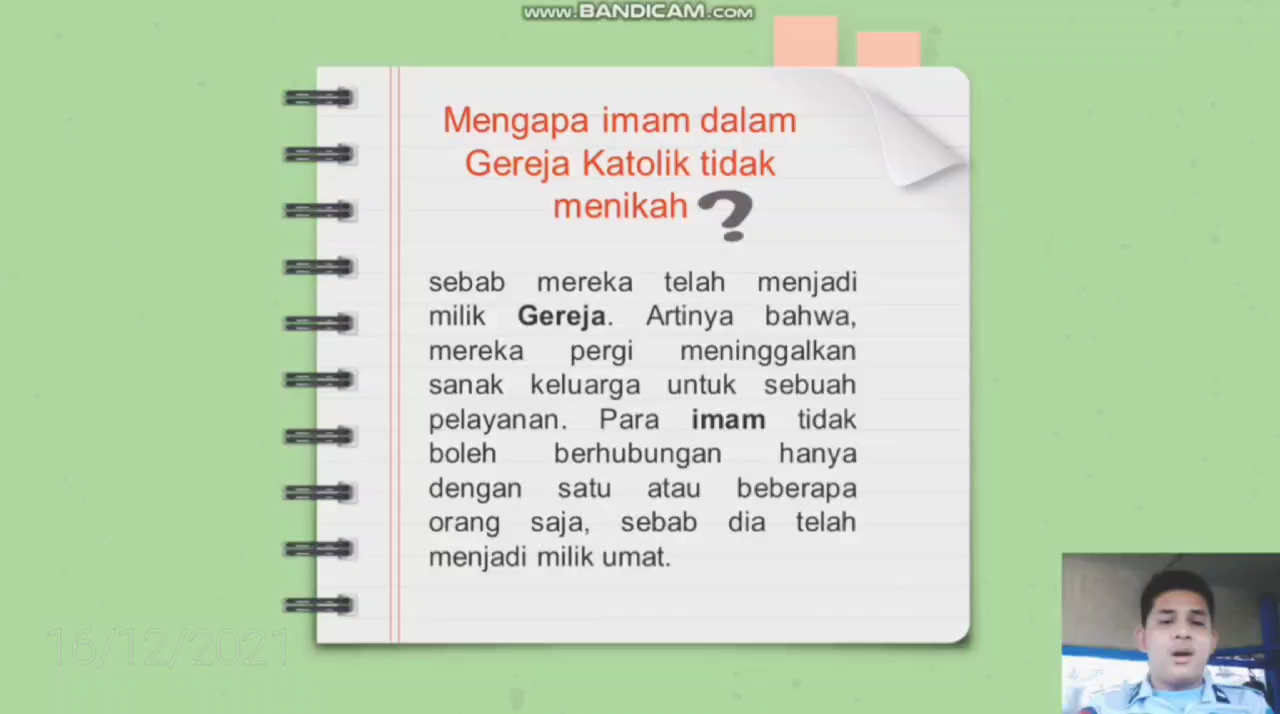 www.BANDICAM.com
Mengapa imam dalam
Gereja Katolik tidak
menikah ?
sebab mereka telah menjadi
milik Gereja. Artinya bahwa,
mereka pergi meninggalkan
sanak keluarga untuk sebuah
pelayanan. Para imam tidak
boleh berhubungan hanya
dengan satu atau beberapa
orang saja, sebab dia telah
menjadi milik umat.
16/12/2021